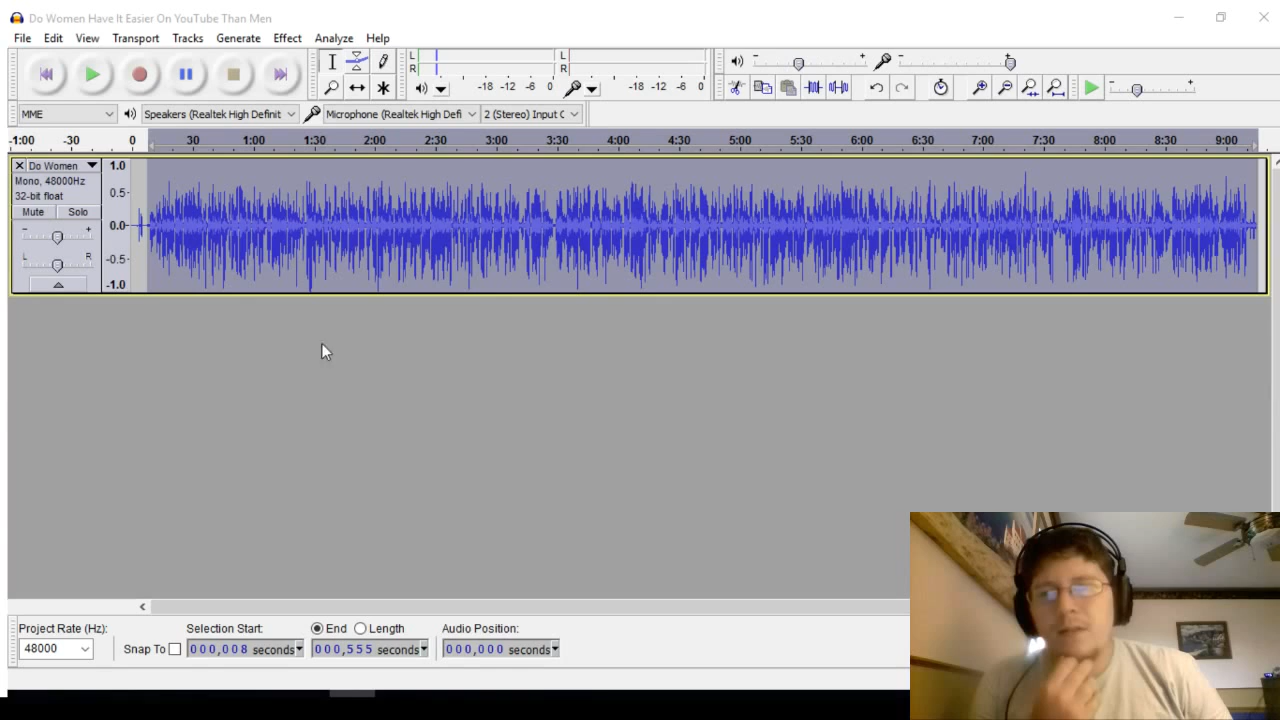 Do Women Have It Easier On YouTube Than Men
File Edit View Transport Tracks Generate Effect Analyze Help
L R -18 -12 -6 0
L R -18 -12 -6 0
MME Speakers (Realtek High Definit Microphone (Realtek High Defi 2 (Stereo) Input C
-1:00 -30 0 30 1:00 1:30 2:00 2:30 3:00 3:30 4:00 4:30 5:00 5:30 6:00 6:30 7:00 7:30 8:00 8:30 9:00
Do Women 1.0
Mono, 48000Hz
32-bit float 0.5
Mute Solo
- + 0.0
L R -0.5
-1.0
Project Rate (Hz): Selection Start: End Length Audio Position:
48000 Snap To 000,008 seconds 000,555 seconds 000,000 seconds